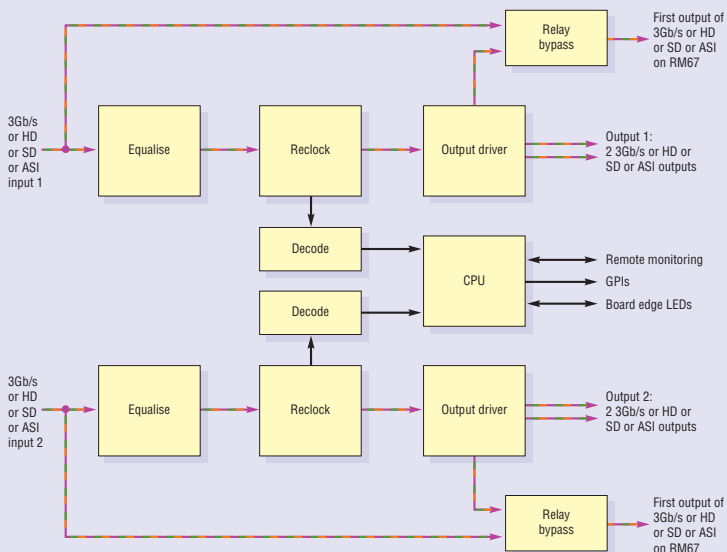 Relay
bypass
First output of
3Gb/s or HD
or SD or ASI
on RM67
3Gb/s
or HD
or SD
or ASI
input 1
Equalise
Reclock
Output driver
Output 1:
2 3Gb/s or HD or
SD or ASI outputs
Decode
CPU
Remote monitoring
GPIs
Board edge LEDs
Decode
3Gb/s
or HD
or SD
or ASI
input 2
Equalise
Reclock
Output driver
Output 2:
2 3Gb/s or HD or
SD or ASI outputs
Relay
bypass
First output of
3Gb/s or HD
or SD or ASI
on RM67